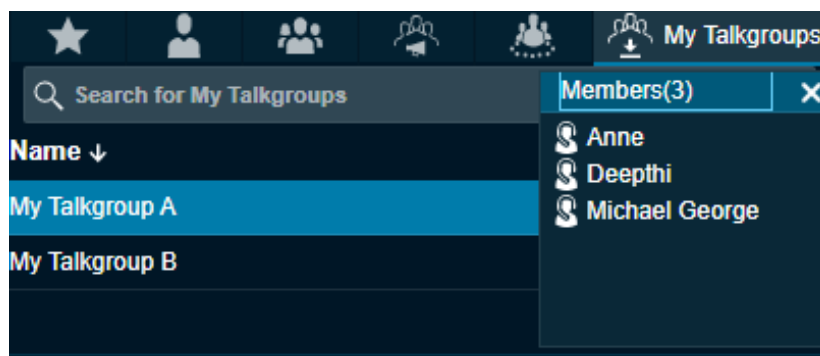 My Talkgroups
Search for My Talkgroups
Members(3)
Name
Anne
Deepthi
Michael George
My Talkgroup A
My Talkgroup B